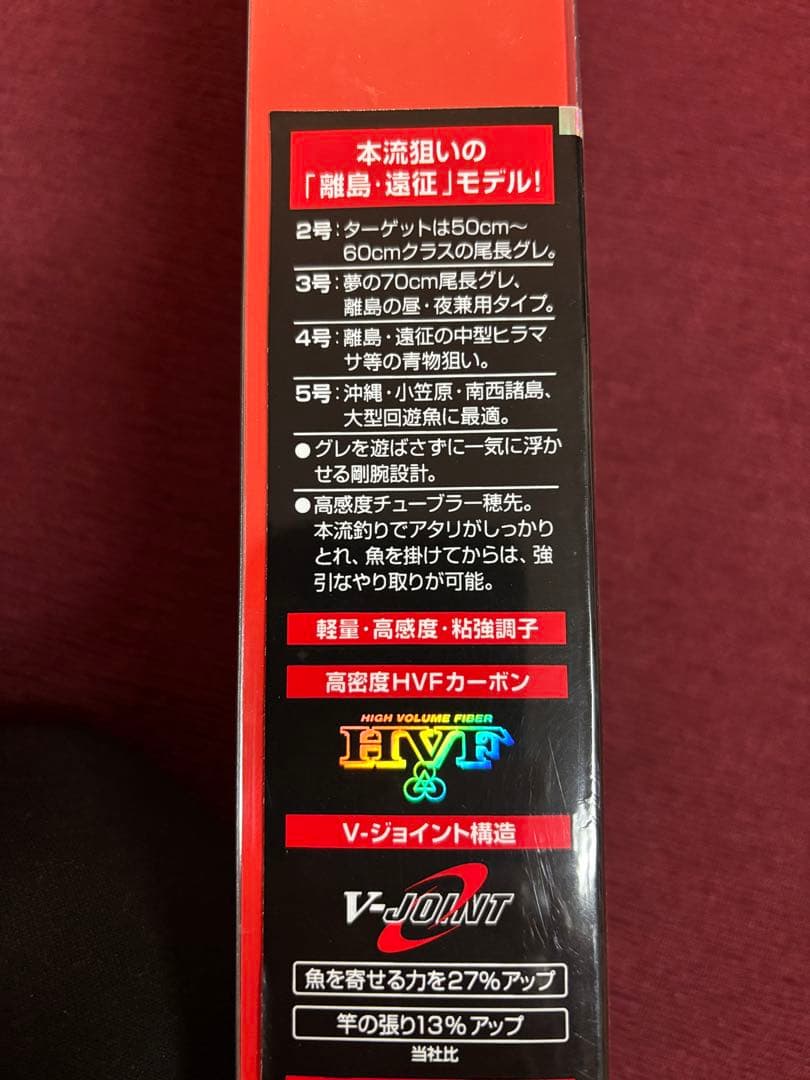 本流狙いの
「離島・遠征」モデル!
2号:ターゲットは50cm〜
60cmクラスの尾長グレ。
3号:夢の70cm尾長グレ、
離島の昼・夜兼用タイプ。
4号:離島・遠征の中型ヒラマ
サ等の青物狙い。
5号:沖縄・小笠原・南西諸島、
大型回遊魚に最適。
●グレを遊ばさずに一気に浮か
せる剛腕設計。
●高感度チューブラー穂先。
本流釣りでアタリがしっかり
とれ、魚を掛けてからは、強
引なやり取りが可能。
軽量・高感度・粘強調子
高密度HVFカーボン
HIGH VOLUME FIBER
HVF
V-ジョイント構造
V-JOINT
魚を寄せる力を27%アップ
竿の張り13%アップ
当社比